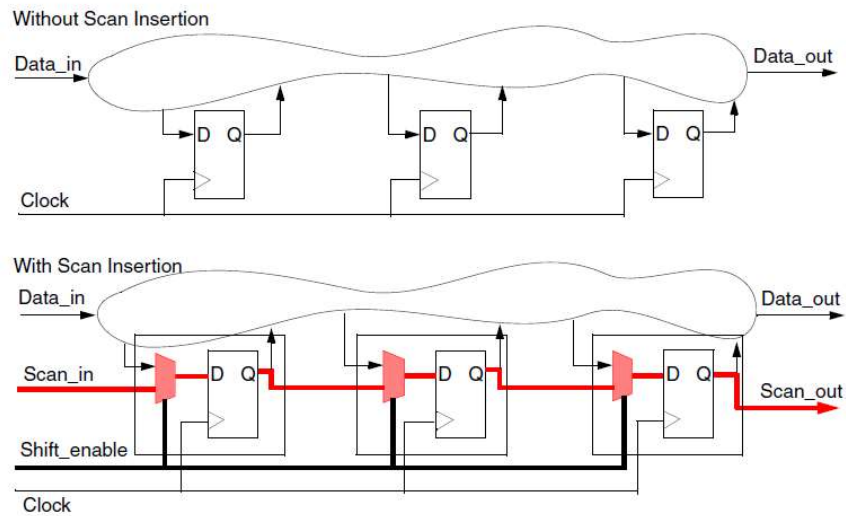 Without Scan Insertion
Data_in
Data_out
D Q
D Q
D Q
Clock
With Scan Insertion
Data_in
Data_out
Scan_in
D Q
D Q
D Q
Scan_out
Shift_enable
Clock